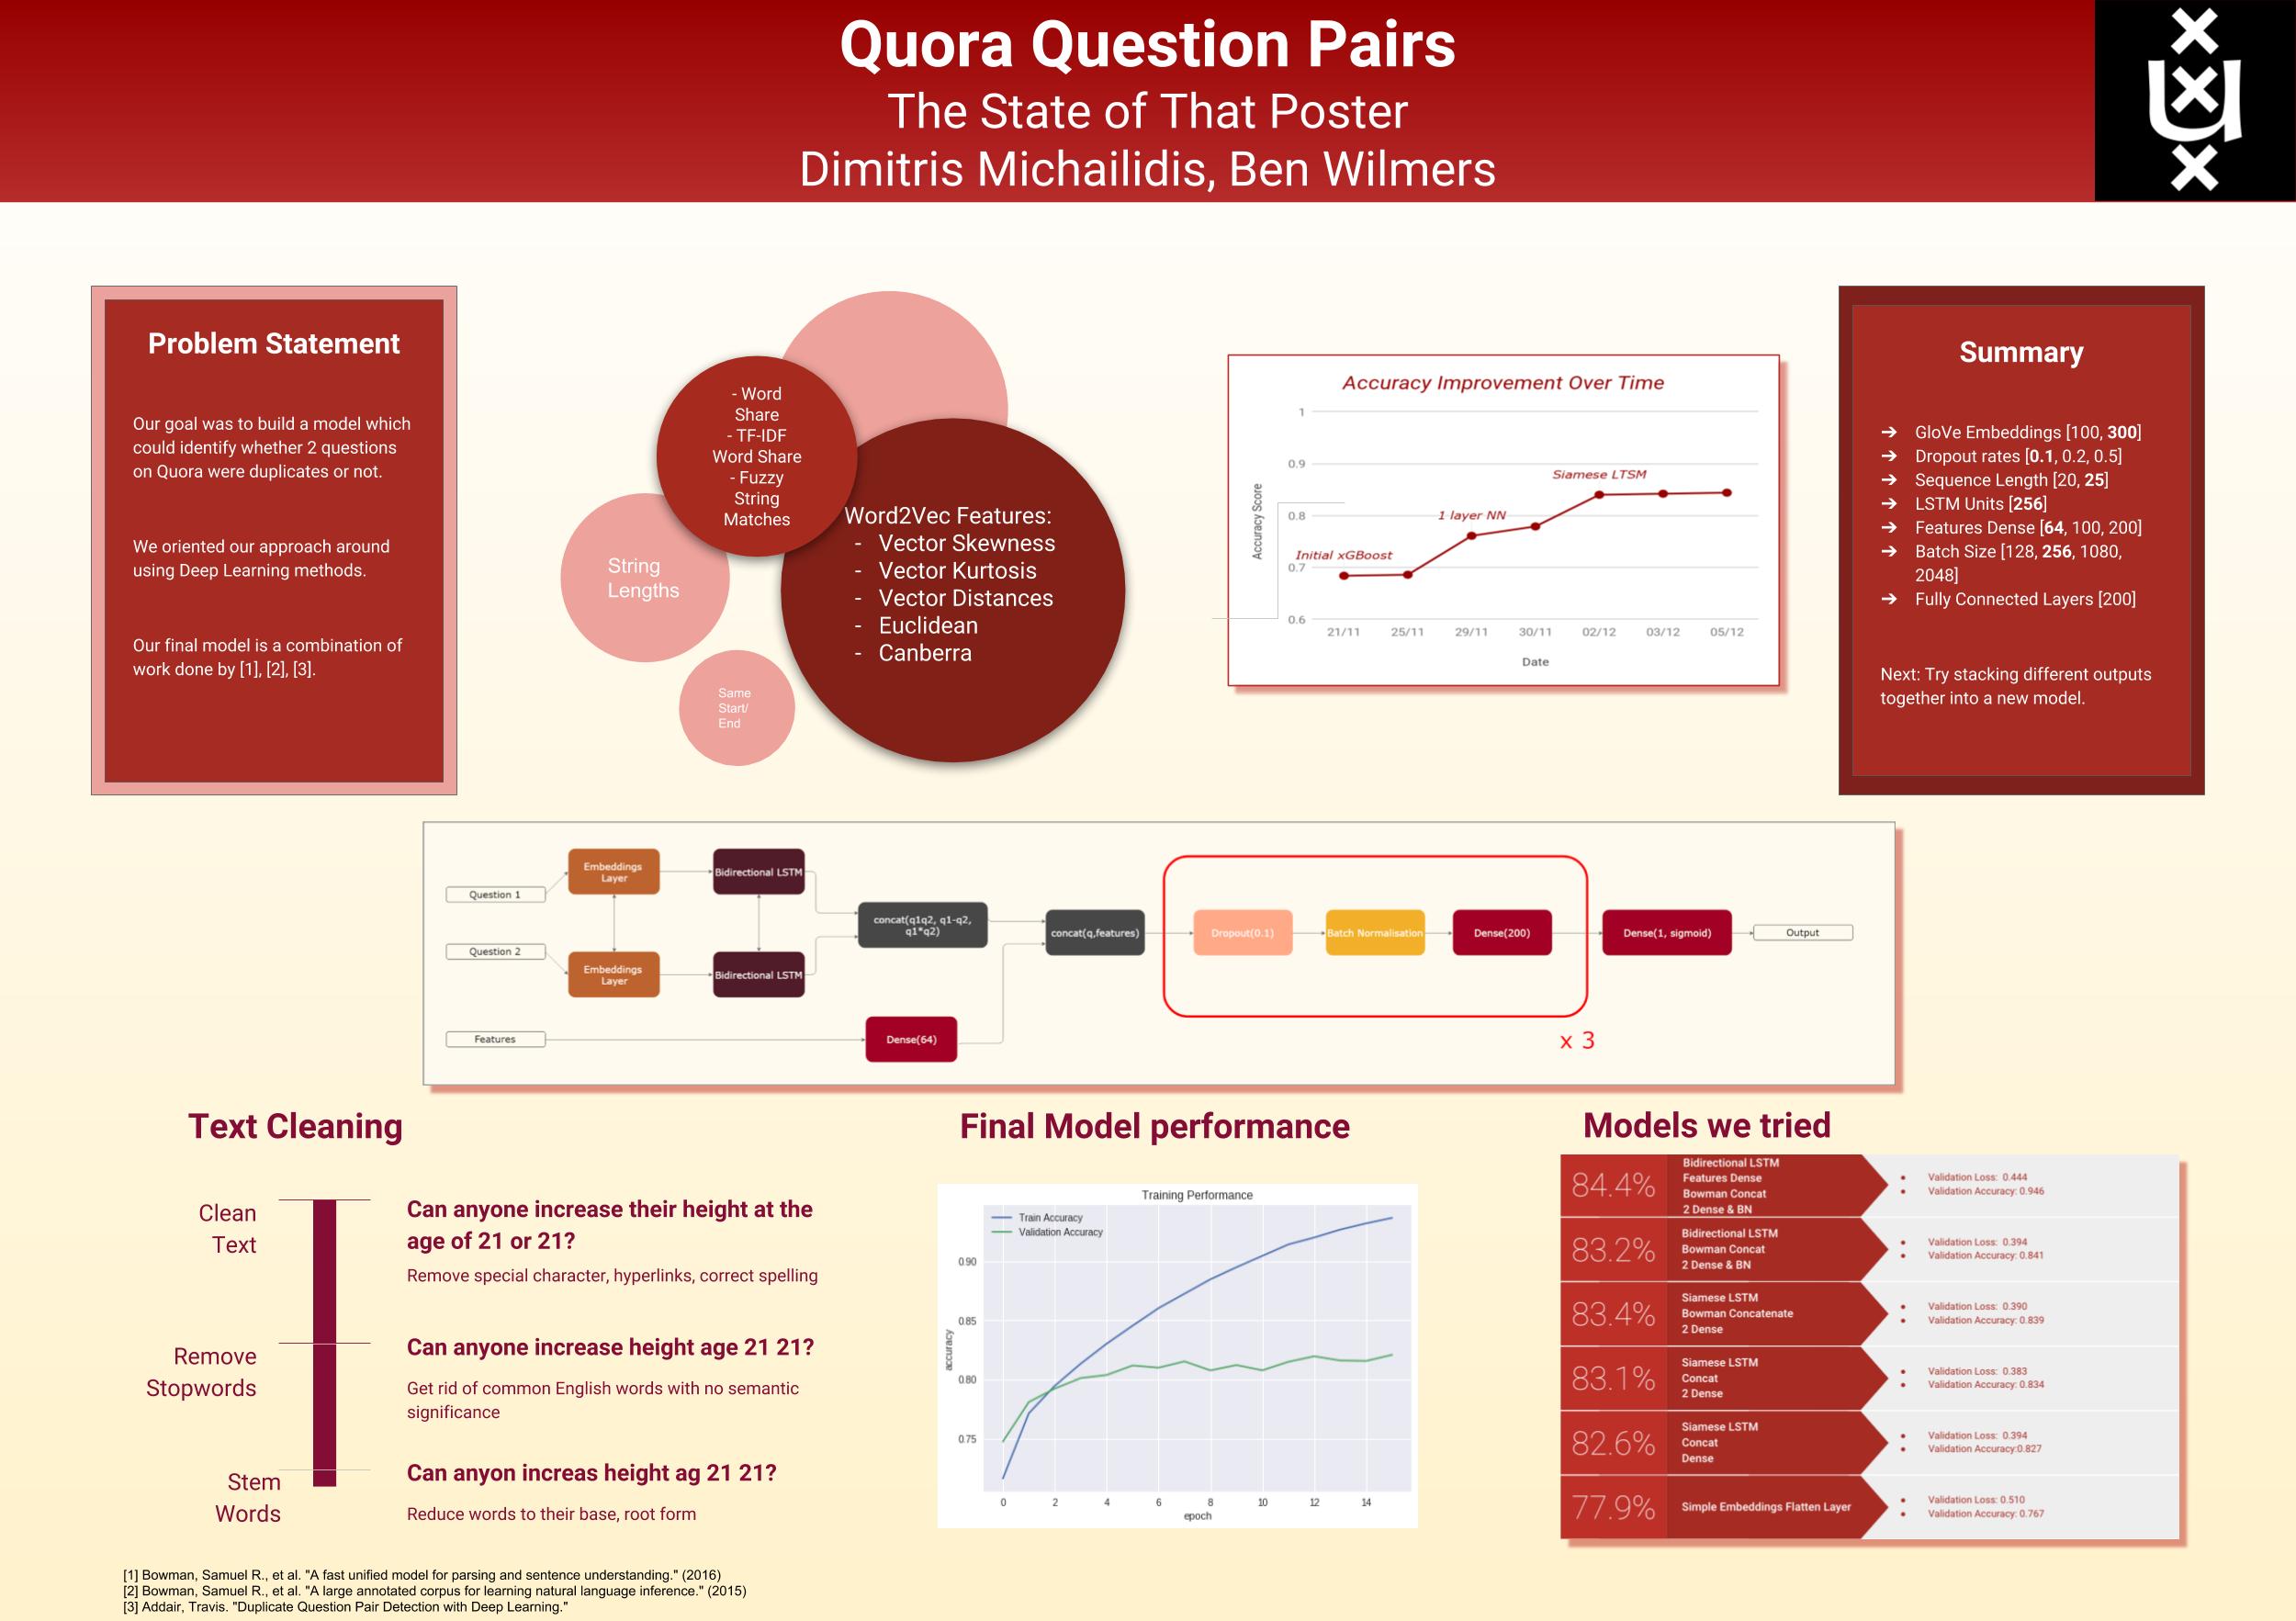 Quora Question Pairs
The State of That Poster
Dimitris Michailidis, Ben Wilmers
Problem Statement
Our goal was to build a model which
could identify whether 2 questions
on Quora were duplicates or not.
We oriented our approach around
using Deep Learning methods.
Our final model is a combination of
work done by [1], [2], [3].
- Word
Share
- TF-IDF
Word Share
- Fuzzy
String
Matches
String
Lengths
Same
Start/
End
Word2Vec Features:
- Vector Skewness
- Vector Kurtosis
- Vector Distances
- Euclidean
- Canberra
Accuracy Improvement Over Time
Accuracy Score
1
0.9
0.8
0.7
0.6
Initial xGBoost
1 layer NN
Siamese LTSM
21/11 25/11 29/11 30/11 02/12 03/12 05/12
Date
Summary
➔ GloVe Embeddings [100, 300]
➔ Dropout rates [0.1, 0.2, 0.5]
➔ Sequence Length [20, 25]
➔ LSTM Units [256]
➔ Features Dense [64, 100, 200]
➔ Batch Size [128, 256, 1080,
2048]
➔ Fully Connected Layers [200]
Next: Try stacking different outputs
together into a new model.
Question 1
Embeddings
Layer
Bidirectional LSTM
Question 2
Embeddings
Layer
Bidirectional LSTM
concat(q1q2, q1-q2,
q1*q2)
Features
Dense(64)
concat(q,features)
Dropout(0.1)
Batch Normalisation
Dense(200)
x 3
Dense(1, sigmoid)
Output
Text Cleaning
Clean
Text
Can anyone increase their height at the
age of 21 or 21?
Remove special character, hyperlinks, correct spelling
Remove
Stopwords
Can anyone increase height age 21 21?
Get rid of common English words with no semantic
significance
Stem
Words
Can anyon increas height ag 21 21?
Reduce words to their base, root form
Final Model performance
Training Performance
Train Accuracy
Validation Accuracy
accuracy
0.90
0.85
0.80
0.75
0 2 4 6 8 10 12 14
epoch
Models we tried
84.4%
Bidirectional LSTM
Features Dense
Bowman Concat
2 Dense & BN
• Validation Loss: 0.444
• Validation Accuracy: 0.946
83.2%
Bidirectional LSTM
Bowman Concat
2 Dense & BN
• Validation Loss: 0.394
• Validation Accuracy: 0.841
83.4%
Siamese LSTM
Bowman Concatenate
2 Dense
• Validation Loss: 0.390
• Validation Accuracy: 0.839
83.1%
Siamese LSTM
Concat
2 Dense
• Validation Loss: 0.383
• Validation Accuracy: 0.834
82.6%
Siamese LSTM
Concat
Dense
• Validation Loss: 0.394
• Validation Accuracy:0.827
77.9%
Simple Embeddings Flatten Layer
• Validation Loss: 0.510
• Validation Accuracy: 0.767
[1] Bowman, Samuel R., et al. "A fast unified model for parsing and sentence understanding." (2016)
[2] Bowman, Samuel R., et al. "A large annotated corpus for learning natural language inference." (2015)
[3] Addair, Travis. "Duplicate Question Pair Detection with Deep Learning."